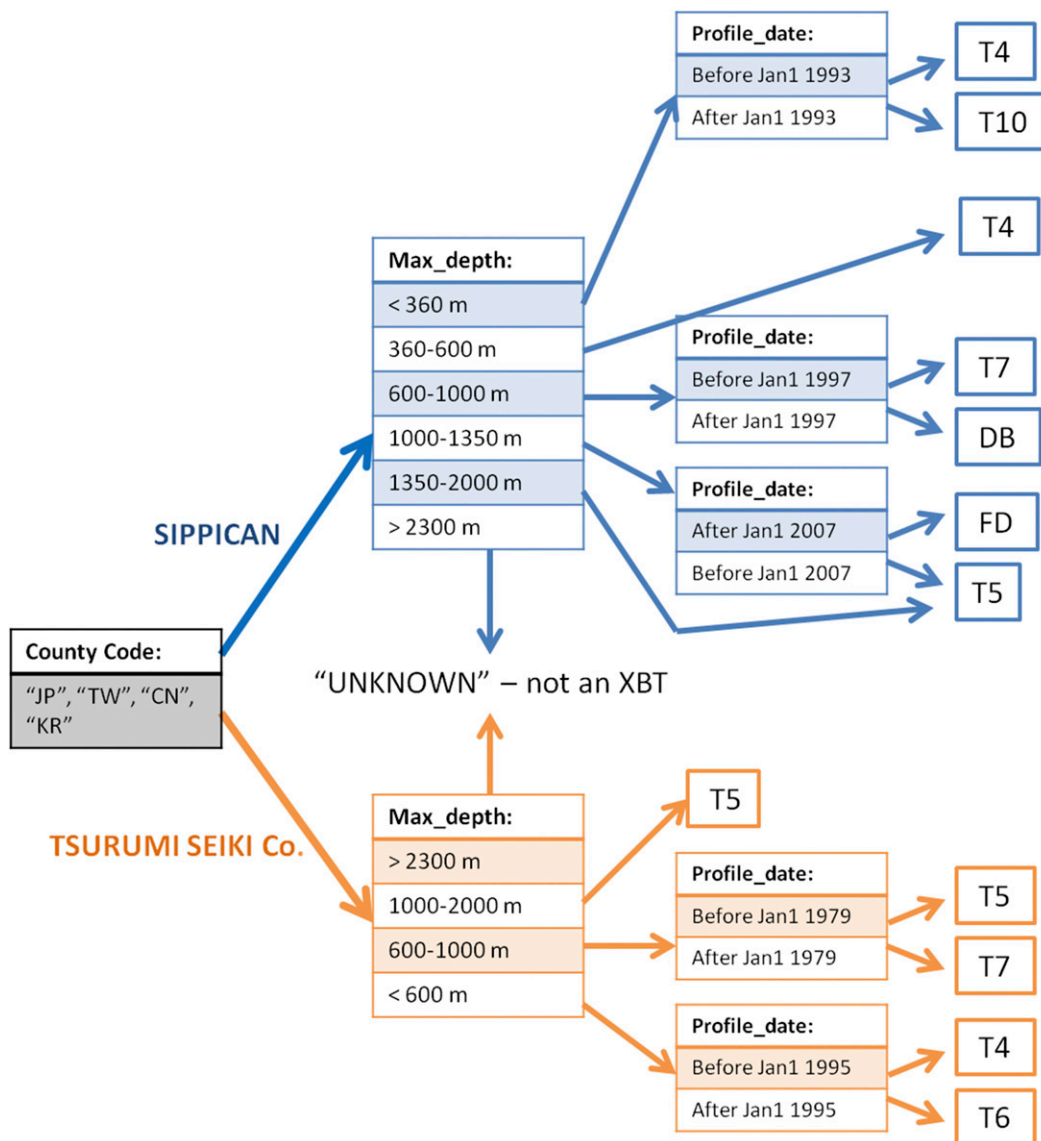 Profile_date:
Before Jan1 1993
After Jan1 1993
T4
T10
T4
Max_depth:
< 360 m
360-600 m
600-1000 m
1000-1350 m
1350-2000 m
> 2300 m
Profile_date:
Before Jan1 1997
After Jan1 1997
T7
DB
Profile_date:
After Jan1 2007
Before Jan1 2007
FD
T5
SIPPICAN
County Code:
“JP”, “TW”, “CN”,
“KR”
“UNKNOWN” – not an XBT
TSURUMI SEIKI Co.
Max_depth:
> 2300 m
1000-2000 m
600-1000 m
< 600 m
T5
Profile_date:
Before Jan1 1979
After Jan1 1979
T5
T7
Profile_date:
Before Jan1 1995
After Jan1 1995
T4
T6